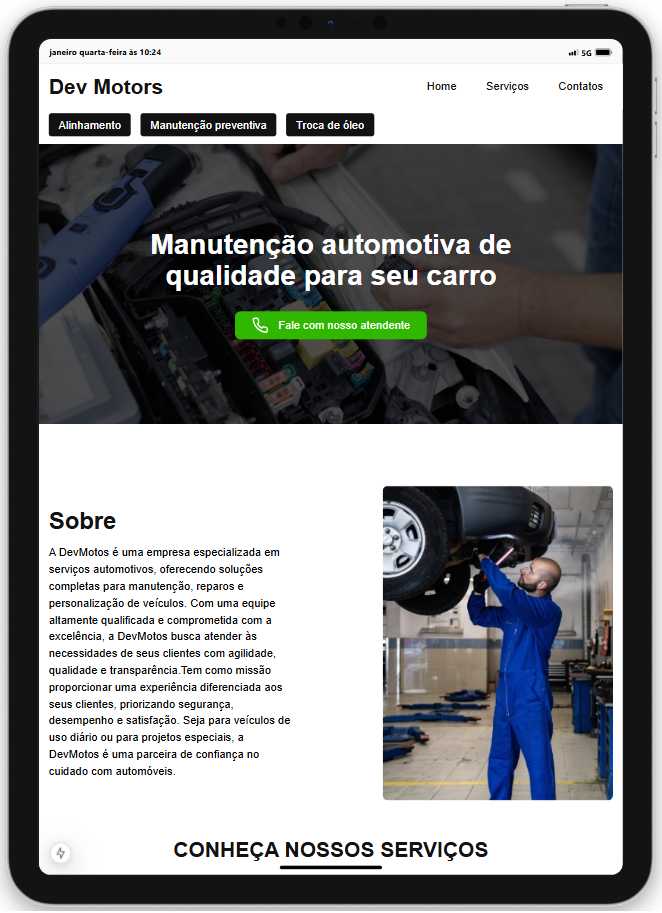 janeiro quarta-feira às 10:24
5G
Dev Motors
Home
Serviços
Contatos
Alinhamento
Manutenção preventiva
Troca de óleo
Manutenção automotiva de
qualidade para seu carro
Fale com nosso atendente
Sobre
A DevMotos é uma empresa especializada em
serviços automotivos, oferecendo soluções
completas para manutenção, reparos e
personalização de veículos. Com uma equipe
altamente qualificada e comprometida com a
excelência, a DevMotos busca atender às
necessidades de seus clientes com agilidade,
qualidade e transparência.Tem como missão
proporcionar uma experiência diferenciada aos
seus clientes, priorizando segurança,
desempenho e satisfação. Seja para veículos de
uso diário ou para projetos especiais, a
DevMotos é uma parceira de confiança no
cuidado com automóveis.
CONHEÇA NOSSOS SERVIÇOS